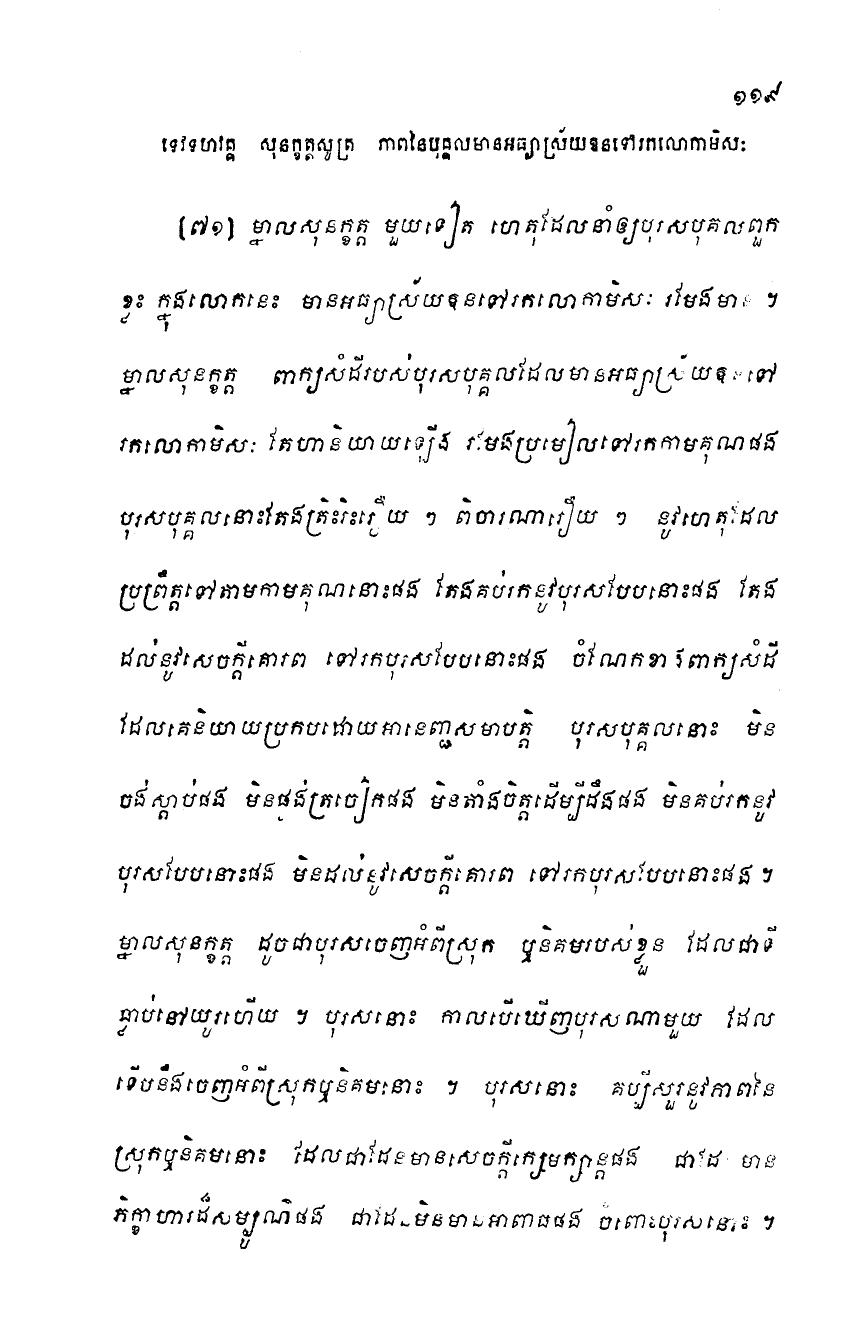 ១១៩
ទេវទហវគ្គ សុនក្ខត្តសូត្រ ភាពនៃបុគ្គលមានអធ្យាស្រ័យឱនទៅរកលោកាមិសៈ
[៧១] ម្នាលសុនក្ខត្ត មួយទៀត ហេតុដែលនាំឲ្យបុរសបុគលពួក
ខ្លះ ក្នុងលោកនេះ មានអធ្យាស្រ័យឱនទៅរកលោកាមិសៈ រមែងមាន ។
ម្នាលសុនក្ខត្ត ពាក្យសំដីរបស់បុរសបុគ្គលដែលមានអធ្យាស្រ័យឱនទៅ
រកលោកាមិសៈ តែហានិយាយឡើង រមែងប្រមៀលទៅរកកាមគុណផង
បុរសបុគ្គលនោះតែងត្រិះរិះរឿយ ៗ ពិចារណារឿយ ៗ នូវហេតុដែល
ប្រព្រឹត្តទៅតាមកាមគុណនោះផង តែងគប់រកនូវបុរសបែបនោះផង តែង
ដល់នូវសេចក្តីគោរព ទៅរកបុរសបែបនោះផង ចំណែកខាងពាក្យសំដី
ដែលគេនិយាយប្រកបដោយអានេញ្ជសមាបត្តិ បុរសបុគ្គលនោះ មិន
ចង់ស្តាប់ផង មិនផ្ចង់ត្រចៀកផង មិនតាំងចិត្តដើម្បីដឹងផង មិនគប់រកនូវ
បុរសបែបនោះផង មិនដល់នូវសេចក្តីគោរព ទៅរកបុរសបែបនោះផង ។
ម្នាលសុនក្ខត្ត ដូចជាបុរសចេញអំពីស្រុក ឬនិគមរបស់ខ្លួន ដែលជាទី
ធ្លាប់នៅយូរហើយ ។ បុរសនោះ កាលបើឃើញបុរសណាមួយ ដែល
ទើបនឹងចេញអំពីស្រុកឬនិគមនោះ ។ បុរសនោះ គប្បីសួរនូវភាពនៃ
ស្រុកឬនិគមនោះ ដែលជាដែនមានសេចក្តីក្សេមក្សាន្តផង ជាដែនមាន
ភិក្ខាហារដ៏សម្បូណ៌ផង ជាដែនមិនមានអាពាធផង ចំពោះបុរសនោះ ។